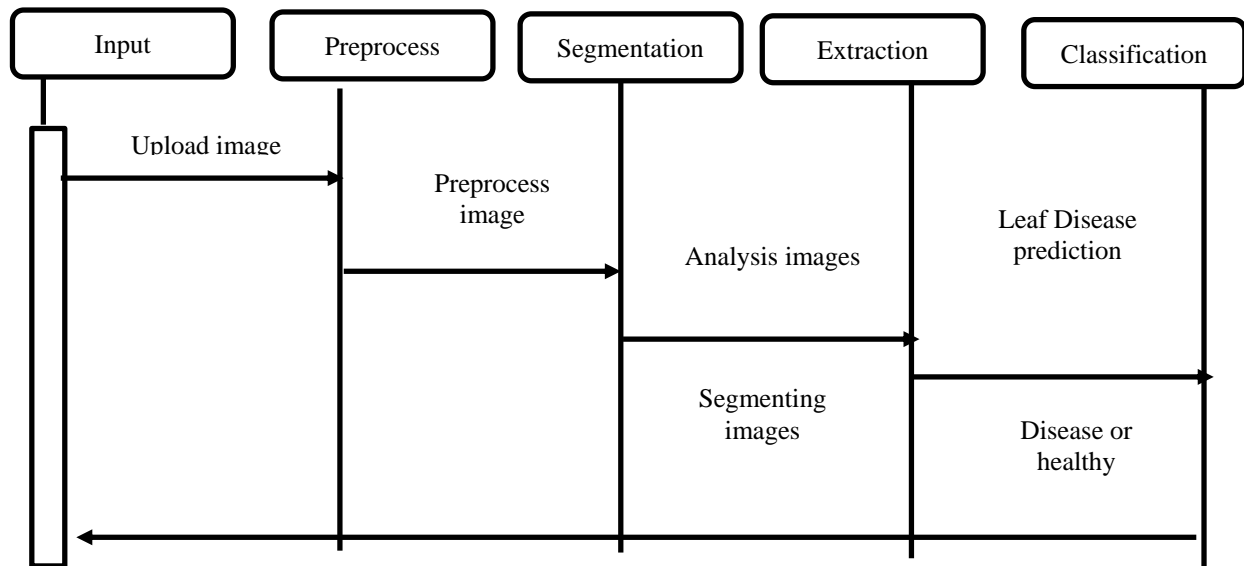 Input
Preprocess
Segmentation
Extraction
Classification
Upload image
Preprocess
image
Analysis images
Leaf Disease
prediction
Segmenting
images
Disease or
healthy